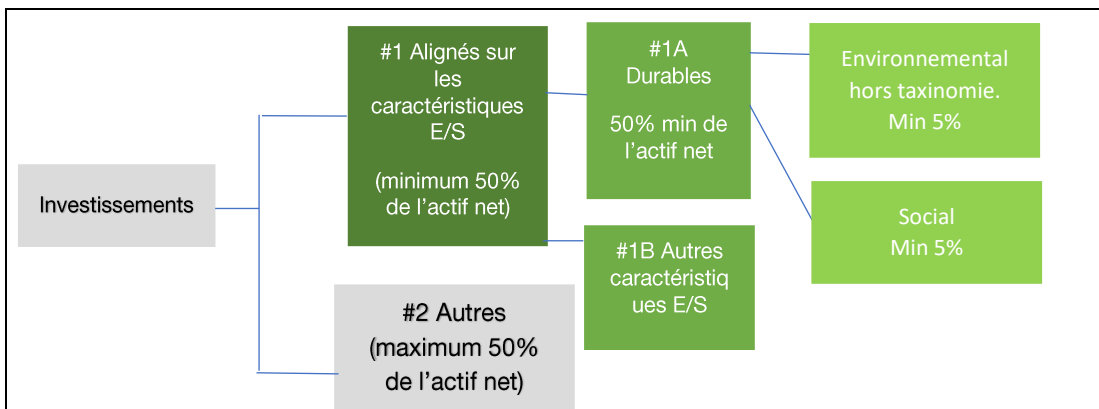 Investissements
#1 Alignés sur
les
caractéristiques
E/S
(minimum 50%
de l'actif net)
#2 Autres
(maximum 50%
de l'actif net)
#1A
Durables
50% min de
l'actif net
#1B Autres
caractéristiq
ues E/S
Environnemental
hors taxinomie.
Min 5%
Social
Min 5%